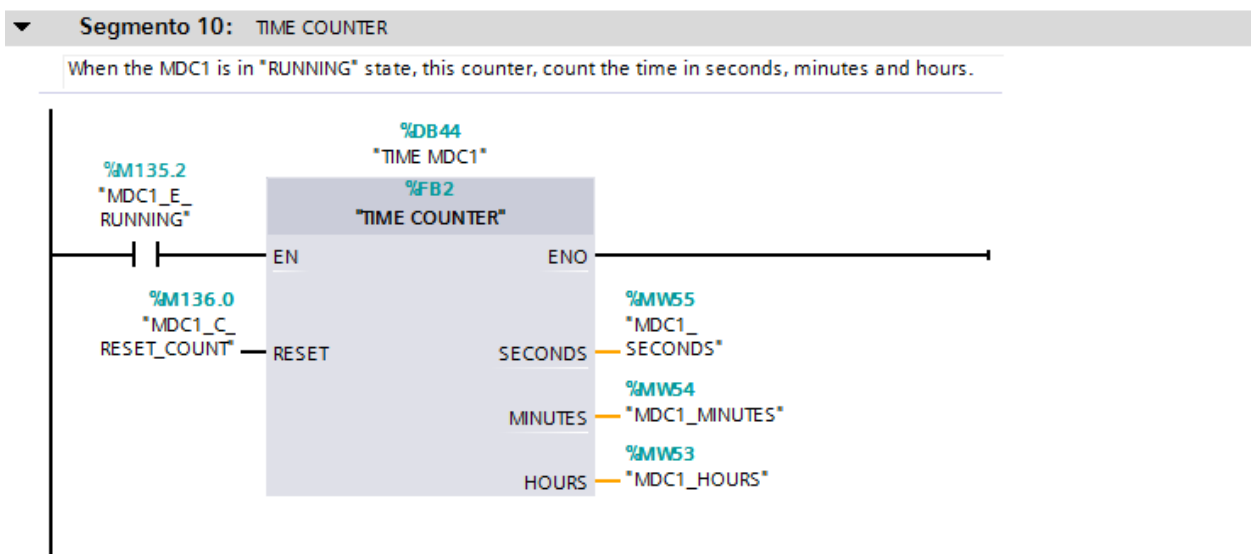 Segmento 10: TIME COUNTER
When the MDC1 is in "RUNNING" state, this counter, count the time in seconds, minutes and hours.
%DB44
"TIME MDC1"
%M135.2
"MDC1_E_
RUNNING"
%FB2
"TIME COUNTER"
EN
ENO
%M136.0
"MDC1_C_
RESET_COUNT"
RESET
%MW55
"MDC1_
SECONDS"
SECONDS
%MW54
"MDC1_MINUTES"
MINUTES
%MW53
"MDC1_HOURS"
HOURS